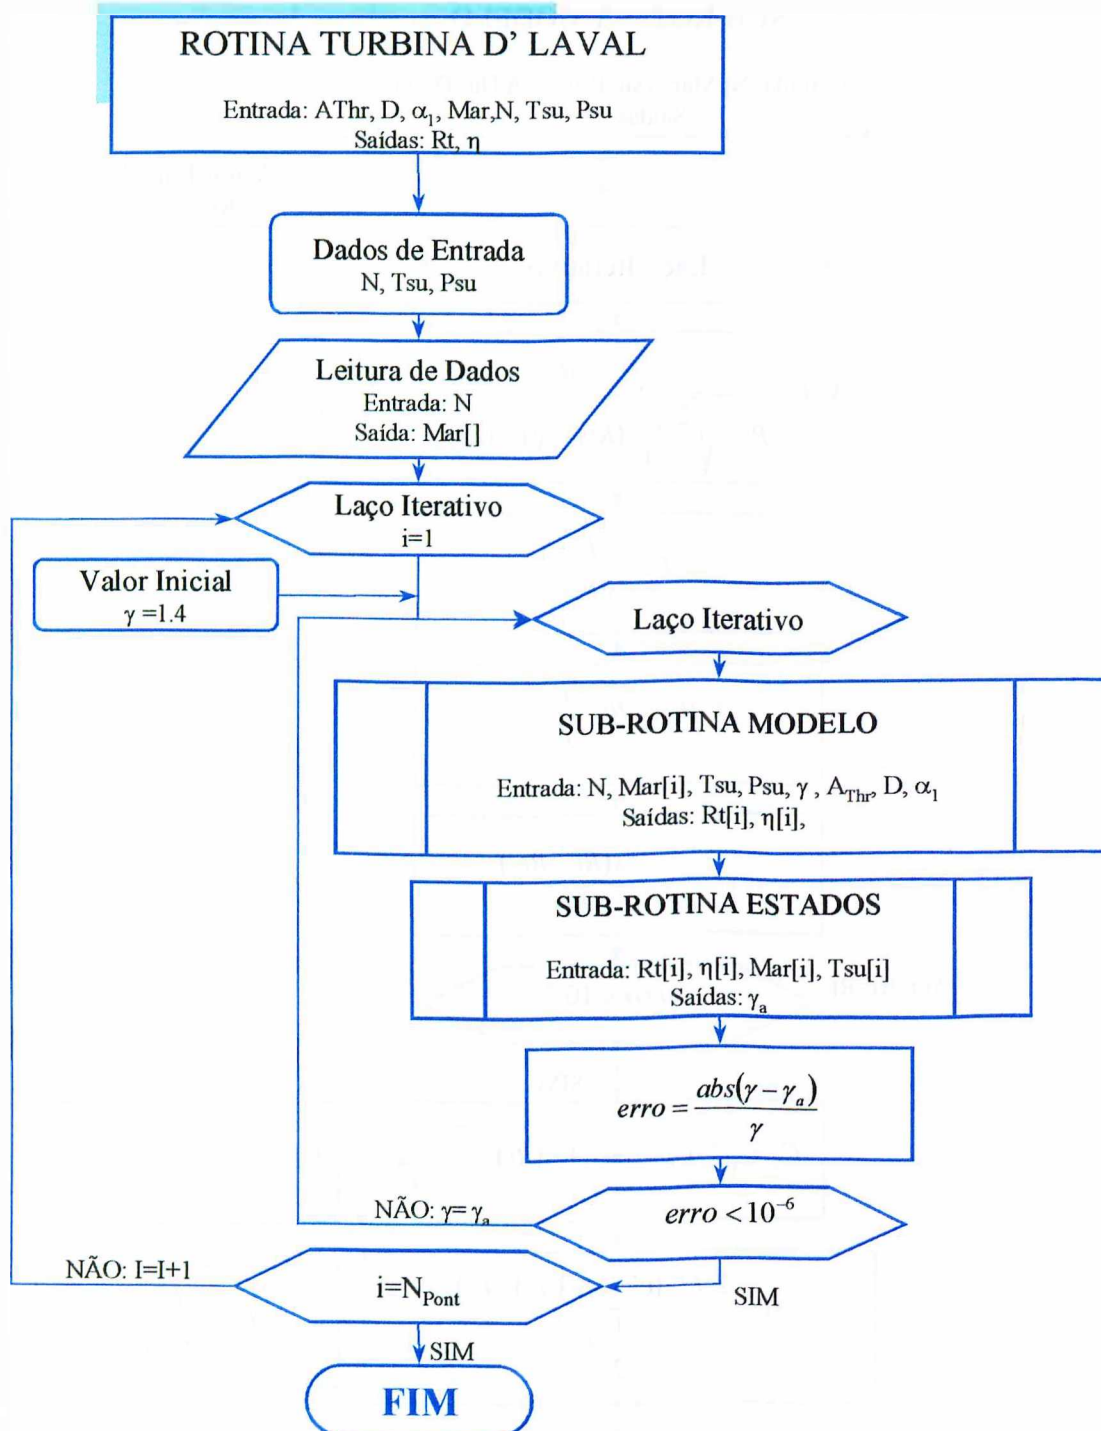 ROTINA TURBINA D' LAVAL
Entrada: AThr, D, α₁, Mar,N, Tsu, Psu
Saídas: Rt, η
Dados de Entrada
N, Tsu, Psu
Leitura de Dados
Entrada: N
Saída: Mar[]
Laço Iterativo
i=1
Valor Inicial
γ =1.4
Laço Iterativo
SUB-ROTINA MODELO
Entrada: N, Mar[i], Tsu, Psu, γ , A_Thr, D, α₁
Saídas: Rt[i], η[i],
SUB-ROTINA ESTADOS
Entrada: Rt[i], η[i], Mar[i], Tsu[i]
Saídas: γₐ
erro = abs(γ − γₐ) / γ
NÃO: γ= γₐ
erro < 10⁻⁶
NÃO: I=I+1
i=N_Pont
SIM
SIM
FIM